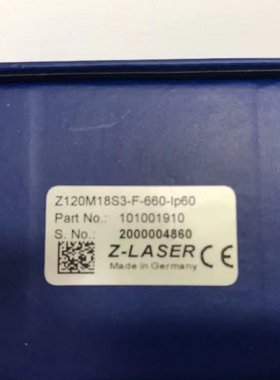 Z120M18S3-F-660-lp60
Part No.: 101001910
S. No.: 2000004860
Z-LASER CE
Made in Germany